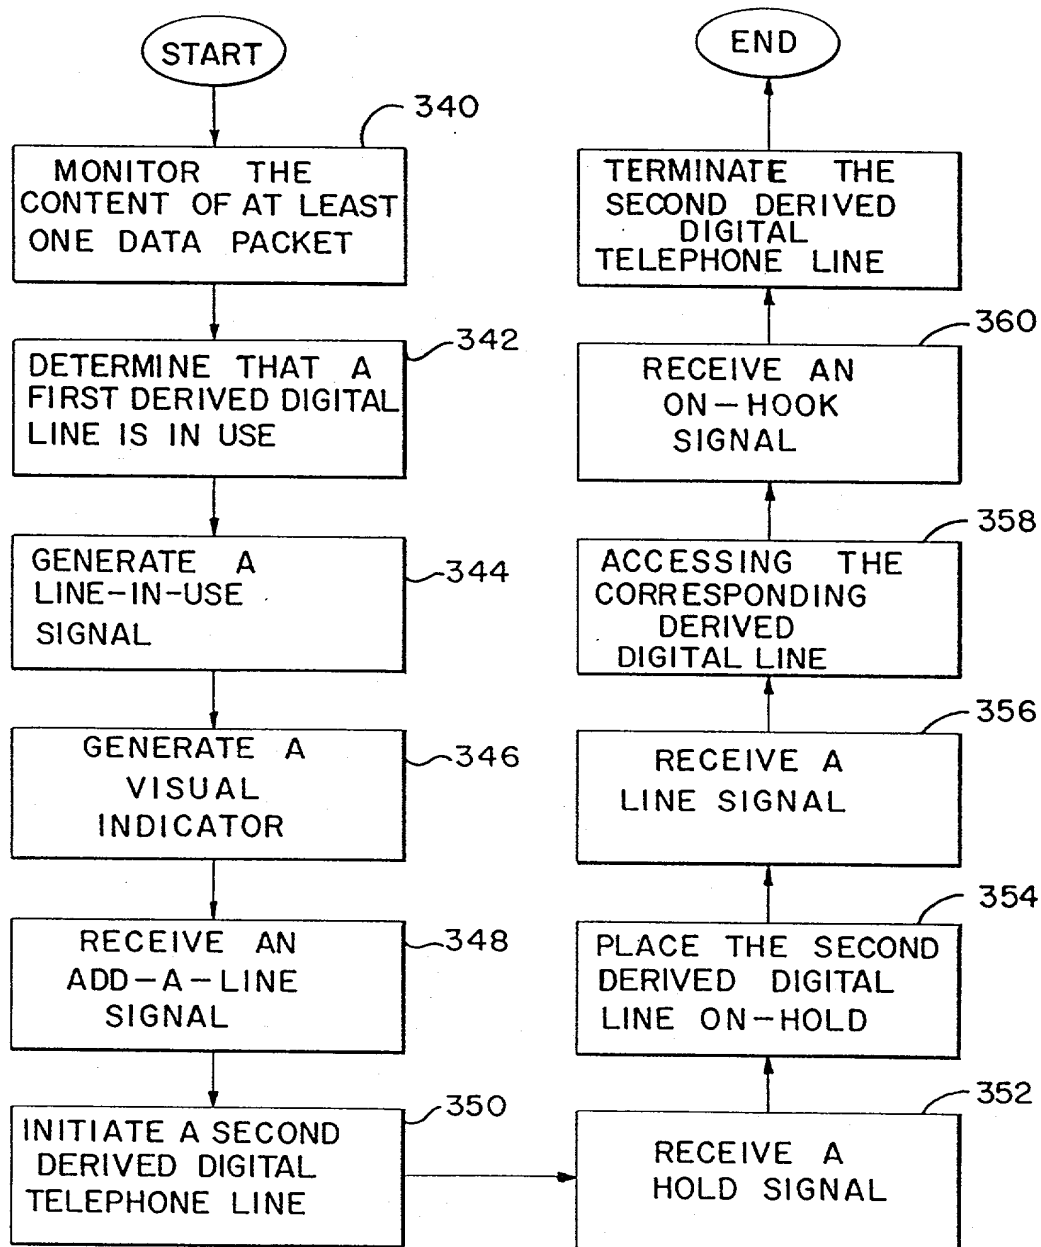 START
340
MONITOR THE
CONTENT OF AT LEAST
ONE DATA PACKET
342
DETERMINE THAT A
FIRST DERIVED DIGITAL
LINE IS IN USE
344
GENERATE A
LINE-IN-USE
SIGNAL
346
GENERATE A
VISUAL
INDICATOR
348
RECEIVE AN
ADD-A-LINE
SIGNAL
350
INITIATE A SECOND
DERIVED DIGITAL
TELEPHONE LINE
352
RECEIVE A
HOLD SIGNAL
354
PLACE THE SECOND
DERIVED DIGITAL
LINE ON-HOLD
356
RECEIVE A
LINE SIGNAL
358
ACCESSING THE
CORRESPONDING
DERIVED
DIGITAL LINE
360
RECEIVE AN
ON-HOOK
SIGNAL
TERMINATE THE
SECOND DERIVED
DIGITAL
TELEPHONE LINE
END